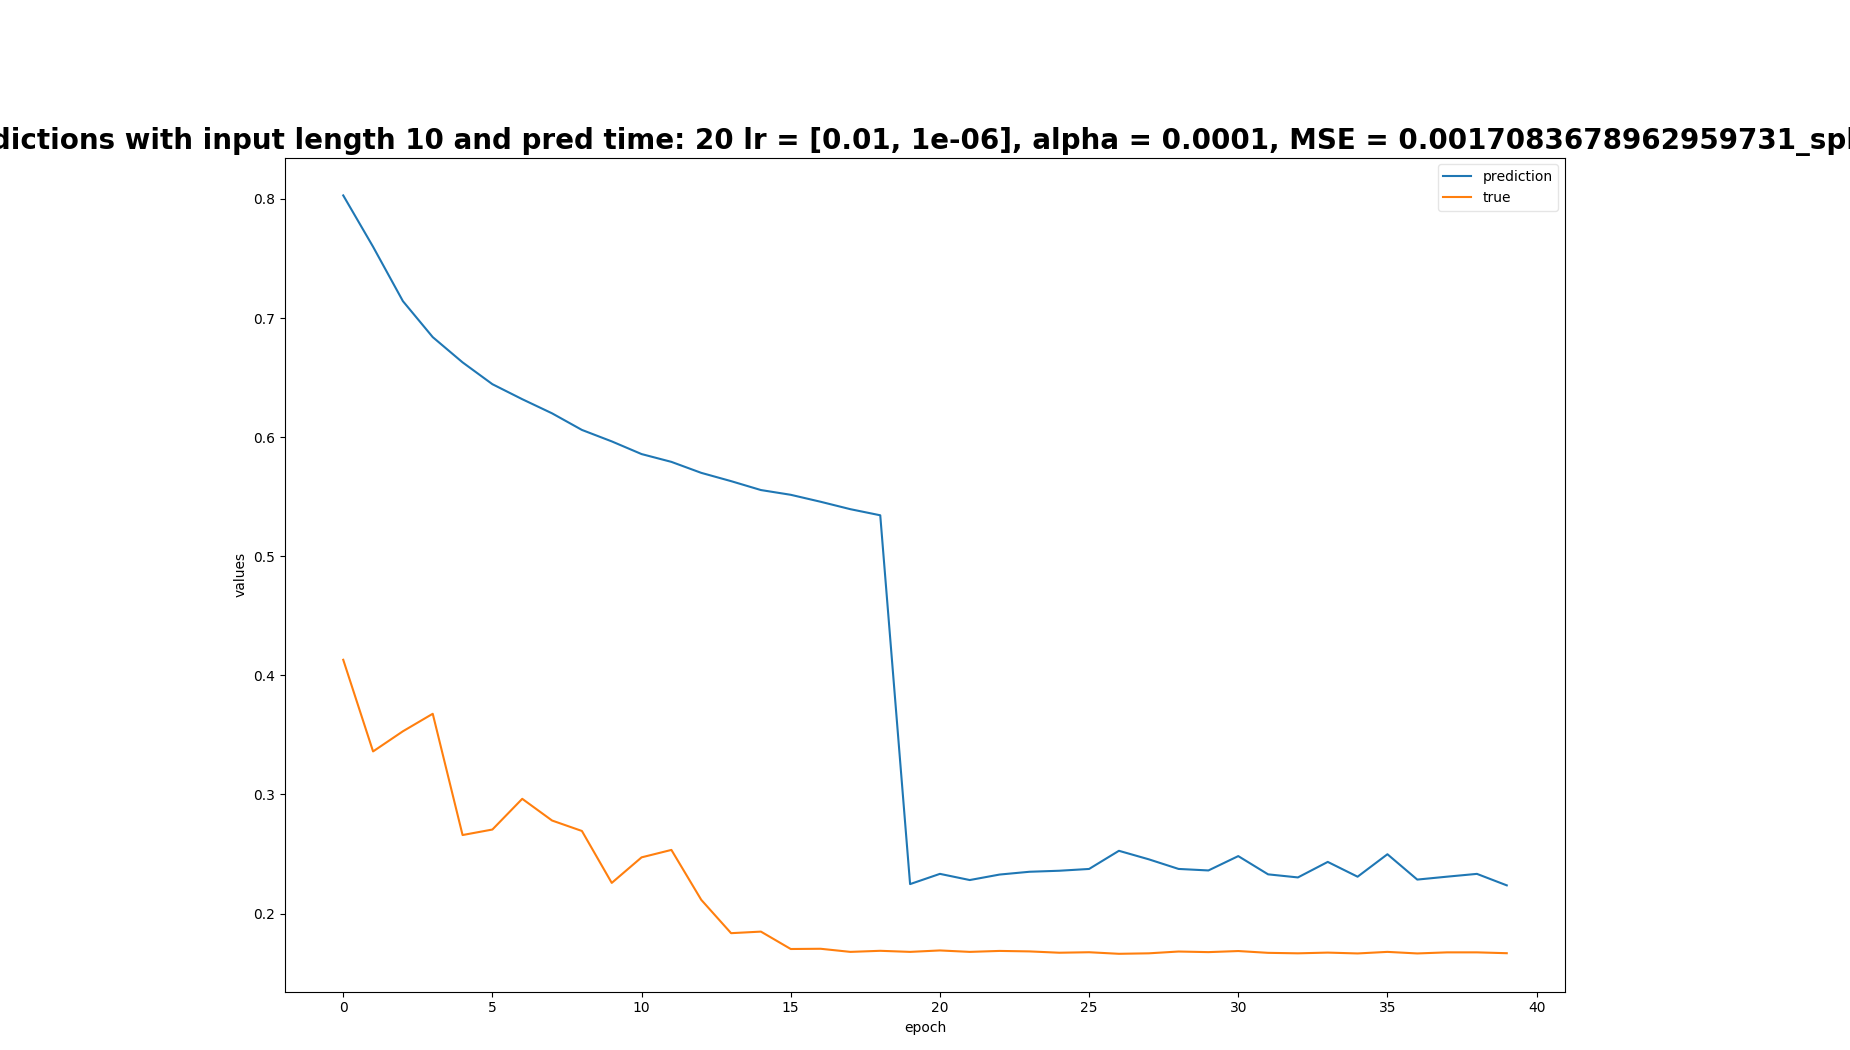 dictions with input length 10 and pred time: 20 lr = [0.01, 1e-06], alpha = 0.0001, MSE = 0.0017083678962959731_spl
prediction
true
0.8
0.7
0.6
0.5
0.4
0.3
0.2
values
0 5 10 15 20 25 30 35 40
epoch